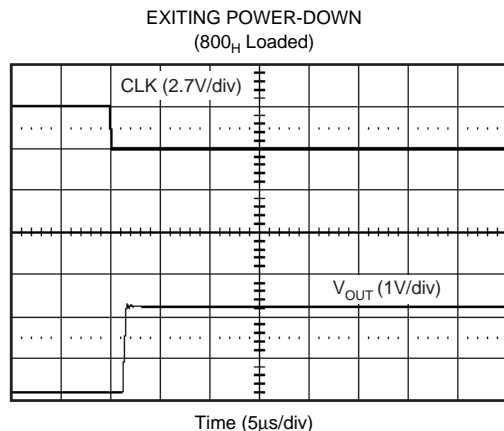 EXITING POWER-DOWN
(800H Loaded)
CLK (2.7V/div)
VOUT (1V/div)
Time (5μs/div)